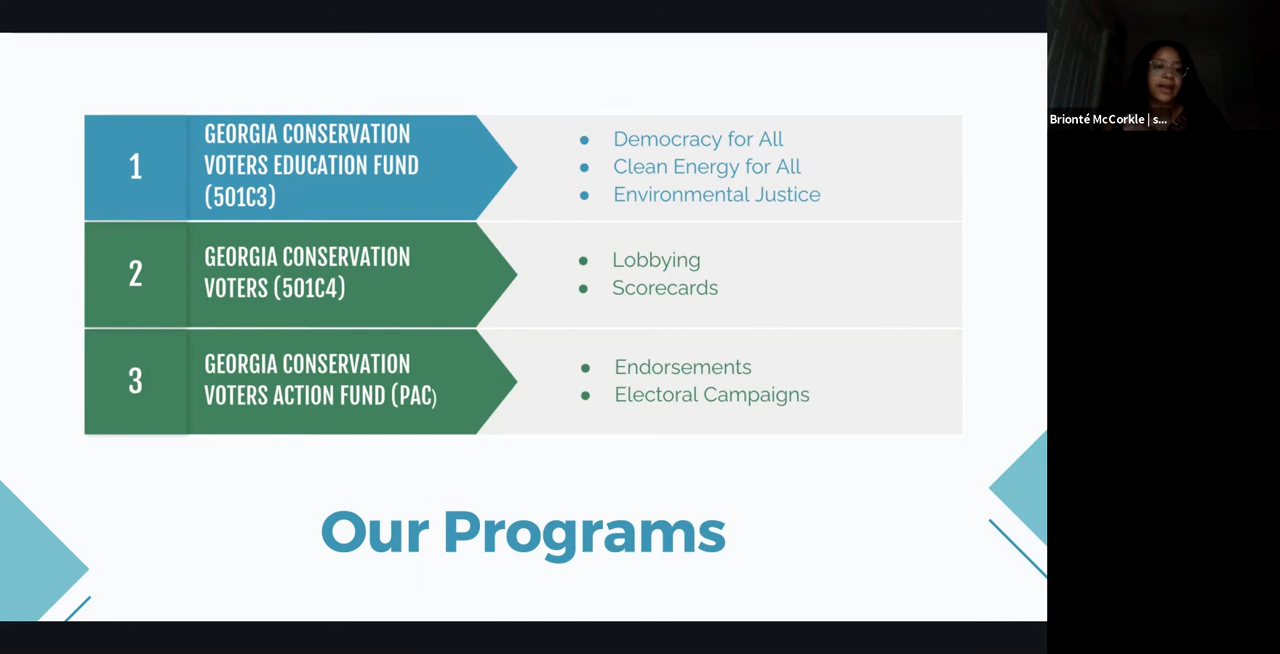 1
GEORGIA CONSERVATION
VOTERS EDUCATION FUND
(501C3)
● Democracy for All
● Clean Energy for All
● Environmental Justice
2
GEORGIA CONSERVATION
VOTERS (501C4)
● Lobbying
● Scorecards
3
GEORGIA CONSERVATION
VOTERS ACTION FUND (PAC)
● Endorsements
● Electoral Campaigns
Our Programs
Brionté McCorkle | s...